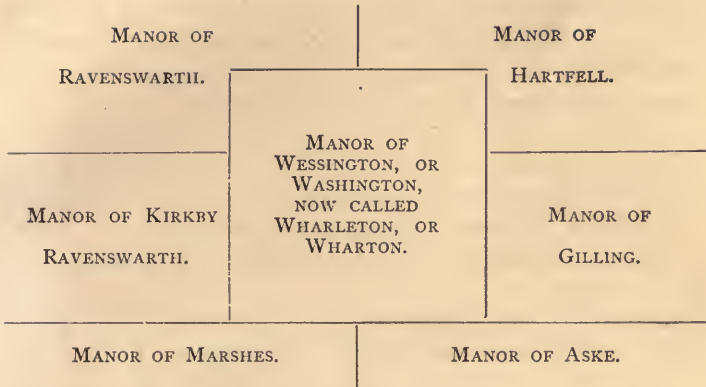 MANOR OF
RAVENSWARTH.
MANOR OF
HARTFELL.
MANOR OF
WESSINGTON, OR
WASHINGTON,
NOW CALLED
WHARLETON, OR
WHARTON.
MANOR OF KIRKBY
RAVENSWARTH.
MANOR OF
GILLING.
MANOR OF MARSHES.
MANOR OF ASKE.